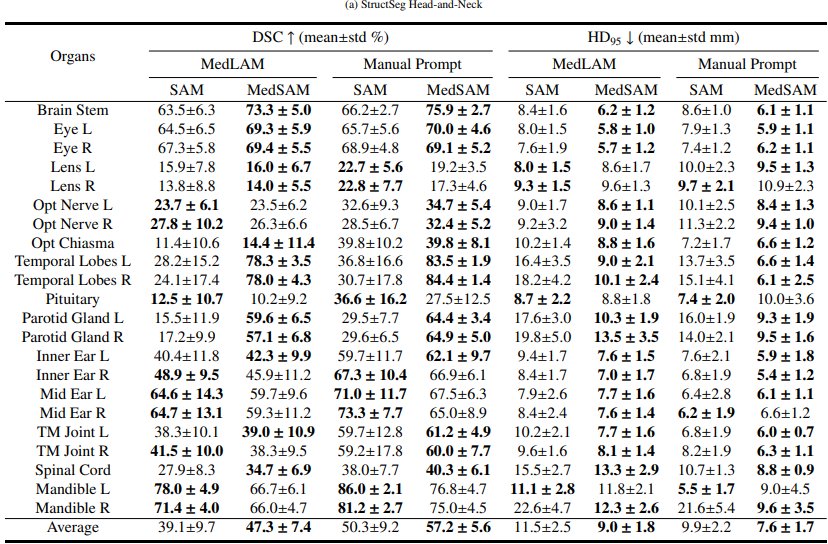 (a) StructSeg Head-and-Neck
Organs DSC ↑ (mean±std %) HD95 ↓ (mean±std mm)
MedLAM Manual Prompt MedLAM Manual Prompt
SAM MedSAM SAM MedSAM SAM MedSAM SAM MedSAM
Brain Stem 63.5±6.3 73.3 ± 5.0 66.2±2.7 75.9 ± 2.7 8.4±1.6 6.2 ± 1.2 8.6±1.0 6.1 ± 1.1
Eye L 64.5±6.5 69.3 ± 5.9 65.7±5.6 70.0 ± 4.6 8.0±1.5 5.8 ± 1.0 7.9±1.3 5.9 ± 1.1
Eye R 67.3±5.8 69.4 ± 5.5 68.9±4.8 69.1 ± 5.2 7.6±1.9 5.7 ± 1.2 7.4±1.2 6.2 ± 1.1
Lens L 15.9±7.8 16.0 ± 6.7 22.7 ± 5.6 19.2±3.5 8.0 ± 1.5 8.6±1.7 10.0±2.3 9.5 ± 1.3
Lens R 13.8±8.8 14.0 ± 5.5 22.8 ± 7.7 17.3±4.6 9.3 ± 1.5 9.6±1.3 9.7 ± 2.1 10.9±2.3
Opt Nerve L 23.7 ± 6.1 23.5±6.2 32.6±9.3 34.7 ± 5.4 9.0±1.7 8.6 ± 1.1 10.1±2.5 8.4 ± 1.3
Opt Nerve R 27.8 ± 10.2 26.3±6.6 28.5±6.7 32.4 ± 5.2 9.2±3.2 9.0 ± 1.4 11.3±2.2 9.4 ± 1.0
Opt Chiasma 11.4±10.6 14.4 ± 11.4 39.8±10.2 39.8 ± 8.1 10.2±1.4 8.8 ± 1.6 7.2±1.7 6.6 ± 1.2
Temporal Lobes L 28.2±15.2 78.3 ± 3.5 36.8±16.6 83.5 ± 1.9 16.4±3.5 9.0 ± 2.1 13.7±3.5 6.6 ± 1.4
Temporal Lobes R 24.1±17.4 78.0 ± 4.3 30.7±17.8 84.4 ± 1.4 18.2±4.2 10.1 ± 2.4 15.1±4.1 6.1 ± 2.5
Pituitary 12.5 ± 10.7 10.2±9.2 36.6 ± 16.2 27.5±12.5 8.7 ± 2.2 8.8±1.8 7.4 ± 2.0 10.0±3.6
Parotid Gland L 15.5±11.9 59.6 ± 6.5 29.5±7.7 64.4 ± 3.4 17.6±3.0 10.3 ± 1.9 16.0±1.9 9.3 ± 1.9
Parotid Gland R 17.2±9.9 57.1 ± 6.8 29.6±6.5 64.9 ± 5.0 19.8±5.0 13.5 ± 3.5 14.0±2.1 9.5 ± 1.6
Inner Ear L 40.4±11.8 42.3 ± 9.9 59.7±11.7 62.1 ± 9.7 9.4±1.7 7.6 ± 1.5 7.6±2.1 5.9 ± 1.8
Inner Ear R 48.9 ± 9.5 45.9±11.2 67.3 ± 10.4 66.9±6.1 8.4±1.7 7.0 ± 1.7 6.8±1.9 5.4 ± 1.2
Mid Ear L 64.6 ± 14.3 59.7±9.6 71.0 ± 11.7 67.5±6.3 7.9±2.6 7.7 ± 1.6 6.4±2.8 6.1 ± 1.1
Mid Ear R 64.7 ± 13.1 59.3±11.2 73.3 ± 7.7 65.0±8.9 8.4±2.4 7.6 ± 1.4 6.2 ± 1.9 6.6±1.2
TM Joint L 38.3±10.1 39.0 ± 10.9 59.7±12.8 61.2 ± 4.9 10.2±2.1 7.7 ± 1.6 6.8±1.9 6.0 ± 0.7
TM Joint R 41.5 ± 10.0 38.3±9.5 59.2±17.8 60.0 ± 7.7 9.6±1.6 8.1 ± 1.4 8.2±1.9 6.3 ± 1.1
Spinal Cord 27.9±8.3 34.7 ± 6.9 38.0±7.7 40.3 ± 6.1 15.5±2.7 13.3 ± 2.9 10.7±1.3 8.8 ± 0.9
Mandible L 78.0 ± 4.9 66.7±6.1 86.0 ± 2.1 76.8±4.7 11.1 ± 2.8 11.8±2.1 5.5 ± 1.7 9.0±4.5
Mandible R 71.4 ± 4.0 66.0±4.7 81.2 ± 2.7 75.0±4.5 22.6±4.7 12.3 ± 2.6 21.6±5.4 9.6 ± 3.5
Average 39.1±9.7 47.3 ± 7.4 50.3±9.2 57.2 ± 5.6 11.5±2.5 9.0 ± 1.8 9.9±2.2 7.6 ± 1.7